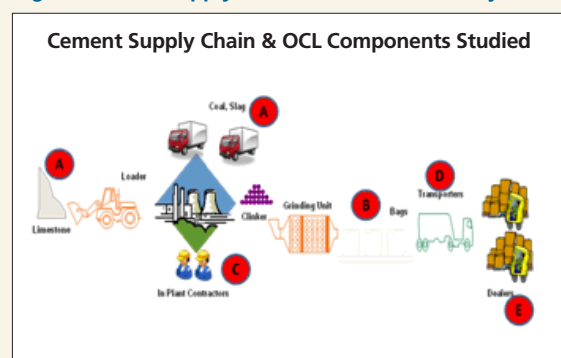 Cement Supply Chain & OCL Components Studied
Coal, Slag
A
A
D
Transporters
Loader
Clinker
Grinding Unit
B
Bags
Limestone
C
In Plant Contractors
Dealers
E